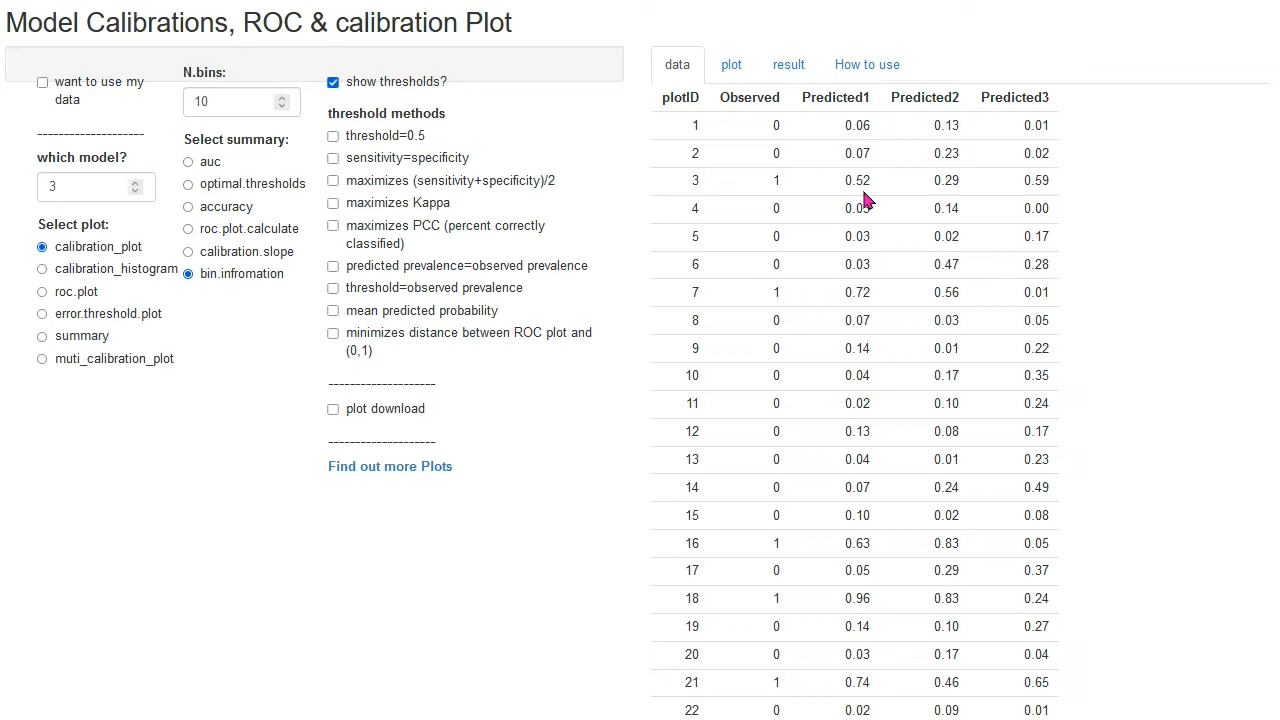 Model Calibrations, ROC & calibration Plot
want to use my
data
--------------------
which model?
3
Select plot:
calibration_plot
calibration_histogram
roc.plot
error.threshold.plot
summary
muti_calibration_plot
N.bins:
10
Select summary:
auc
optimal.thresholds
accuracy
roc.plot.calculate
calibration.slope
bin.infromation
show thresholds?
threshold methods
threshold=0.5
sensitivity=specificity
maximizes (sensitivity+specificity)/2
maximizes Kappa
maximizes PCC (percent correctly
classified)
predicted prevalence=observed prevalence
threshold=observed prevalence
mean predicted probability
minimizes distance between ROC plot and
(0,1)
--------------------
plot download
--------------------
Find out more Plots
data plot result How to use
plotID Observed Predicted1 Predicted2 Predicted3
1 0 0.06 0.13 0.01
2 0 0.07 0.23 0.02
3 1 0.52 0.29 0.59
4 0 0.14 0.00
5 0 0.03 0.02 0.17
6 0 0.03 0.47 0.28
7 1 0.72 0.56 0.01
8 0 0.07 0.03 0.05
9 0 0.14 0.01 0.22
10 0 0.04 0.17 0.35
11 0 0.02 0.10 0.24
12 0 0.13 0.08 0.17
13 0 0.04 0.01 0.23
14 0 0.07 0.24 0.49
15 0 0.10 0.02 0.08
16 1 0.63 0.83 0.05
17 0 0.05 0.29 0.37
18 1 0.96 0.83 0.24
19 0 0.14 0.10 0.27
20 0 0.03 0.17 0.04
21 1 0.74 0.46 0.65
22 0 0.02 0.09 0.01